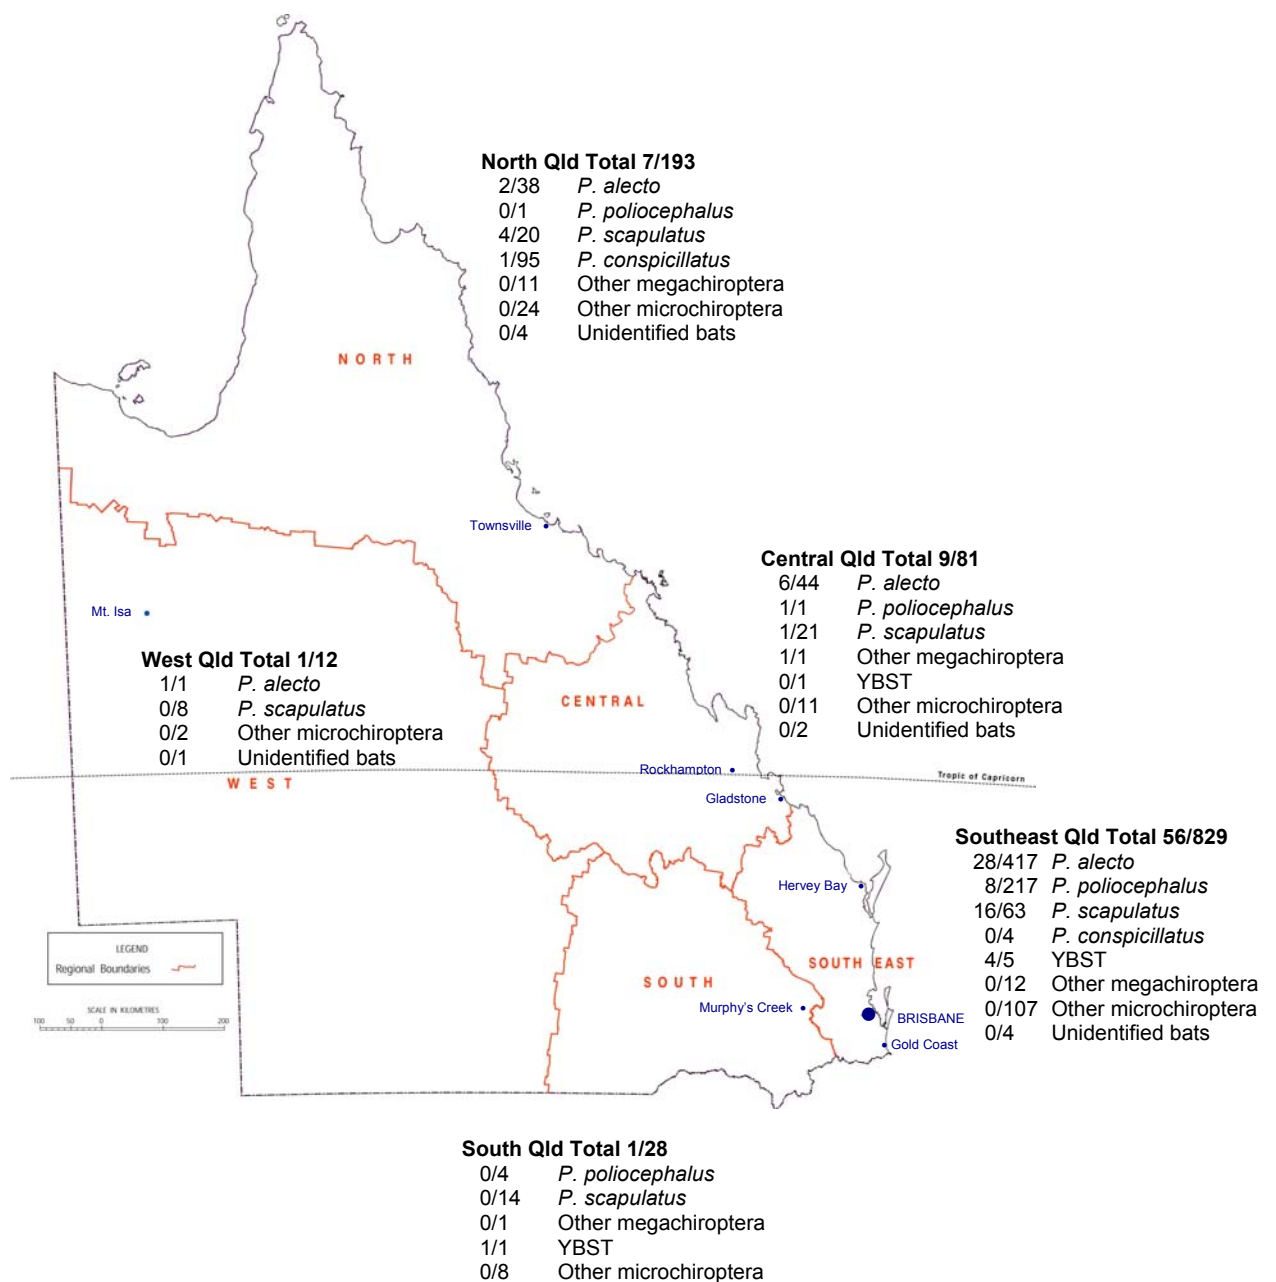 North Qld Total 7/193
2/38 P. alecto
0/1 P. poliocephalus
4/20 P. scapulatus
1/95 P. conspicillatus
0/11 Other megachiroptera
0/24 Other microchiroptera
0/4 Unidentified bats
NORTH
Townsville
Central Qld Total 9/81
6/44 P. alecto
1/1 P. poliocephalus
1/21 P. scapulatus
1/1 Other megachiroptera
0/1 YBST
0/11 Other microchiroptera
0/2 Unidentified bats
Mt. Isa
West Qld Total 1/12
1/1 P. alecto
0/8 P. scapulatus
0/2 Other microchiroptera
0/1 Unidentified bats
CENTRAL
Rockhampton
Tropic of Capricorn
WEST
Gladstone
Southeast Qld Total 56/829
28/417 P. alecto
8/217 P. poliocephalus
16/63 P. scapulatus
0/4 P. conspicillatus
4/5 YBST
0/12 Other megachiroptera
0/107 Other microchiroptera
0/4 Unidentified bats
Hervey Bay
LEGEND
Regional Boundaries
SOUTH EAST
SOUTH
Murphy's Creek
BRISBANE
Gold Coast
SCALE IN KILOMETRES
100 50 0 100 200
South Qld Total 1/28
0/4 P. poliocephalus
0/14 P. scapulatus
0/1 Other megachiroptera
1/1 YBST
0/8 Other microchiroptera